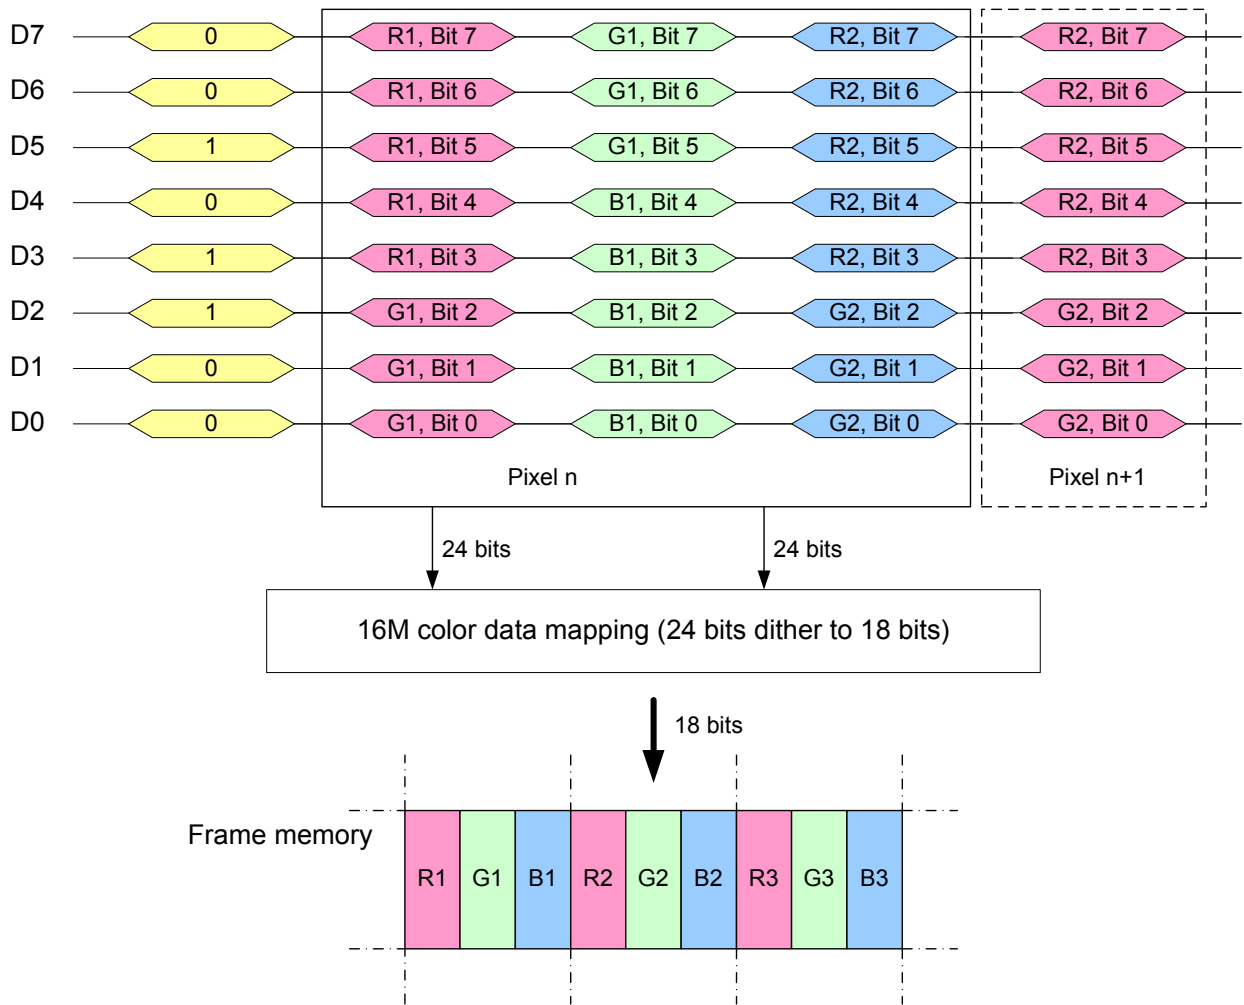 D7 0 R1, Bit 7 G1, Bit 7 R2, Bit 7 R2, Bit 7
D6 0 R1, Bit 6 G1, Bit 6 R2, Bit 6 R2, Bit 6
D5 1 R1, Bit 5 G1, Bit 5 R2, Bit 5 R2, Bit 5
D4 0 R1, Bit 4 B1, Bit 4 R2, Bit 4 R2, Bit 4
D3 1 R1, Bit 3 B1, Bit 3 R2, Bit 3 R2, Bit 3
D2 1 G1, Bit 2 B1, Bit 2 G2, Bit 2 G2, Bit 2
D1 0 G1, Bit 1 B1, Bit 1 G2, Bit 1 G2, Bit 1
D0 0 G1, Bit 0 B1, Bit 0 G2, Bit 0 G2, Bit 0
Pixel n Pixel n+1
24 bits 24 bits
16M color data mapping (24 bits dither to 18 bits)
18 bits
Frame memory
R1 G1 B1 R2 G2 B2 R3 G3 B3